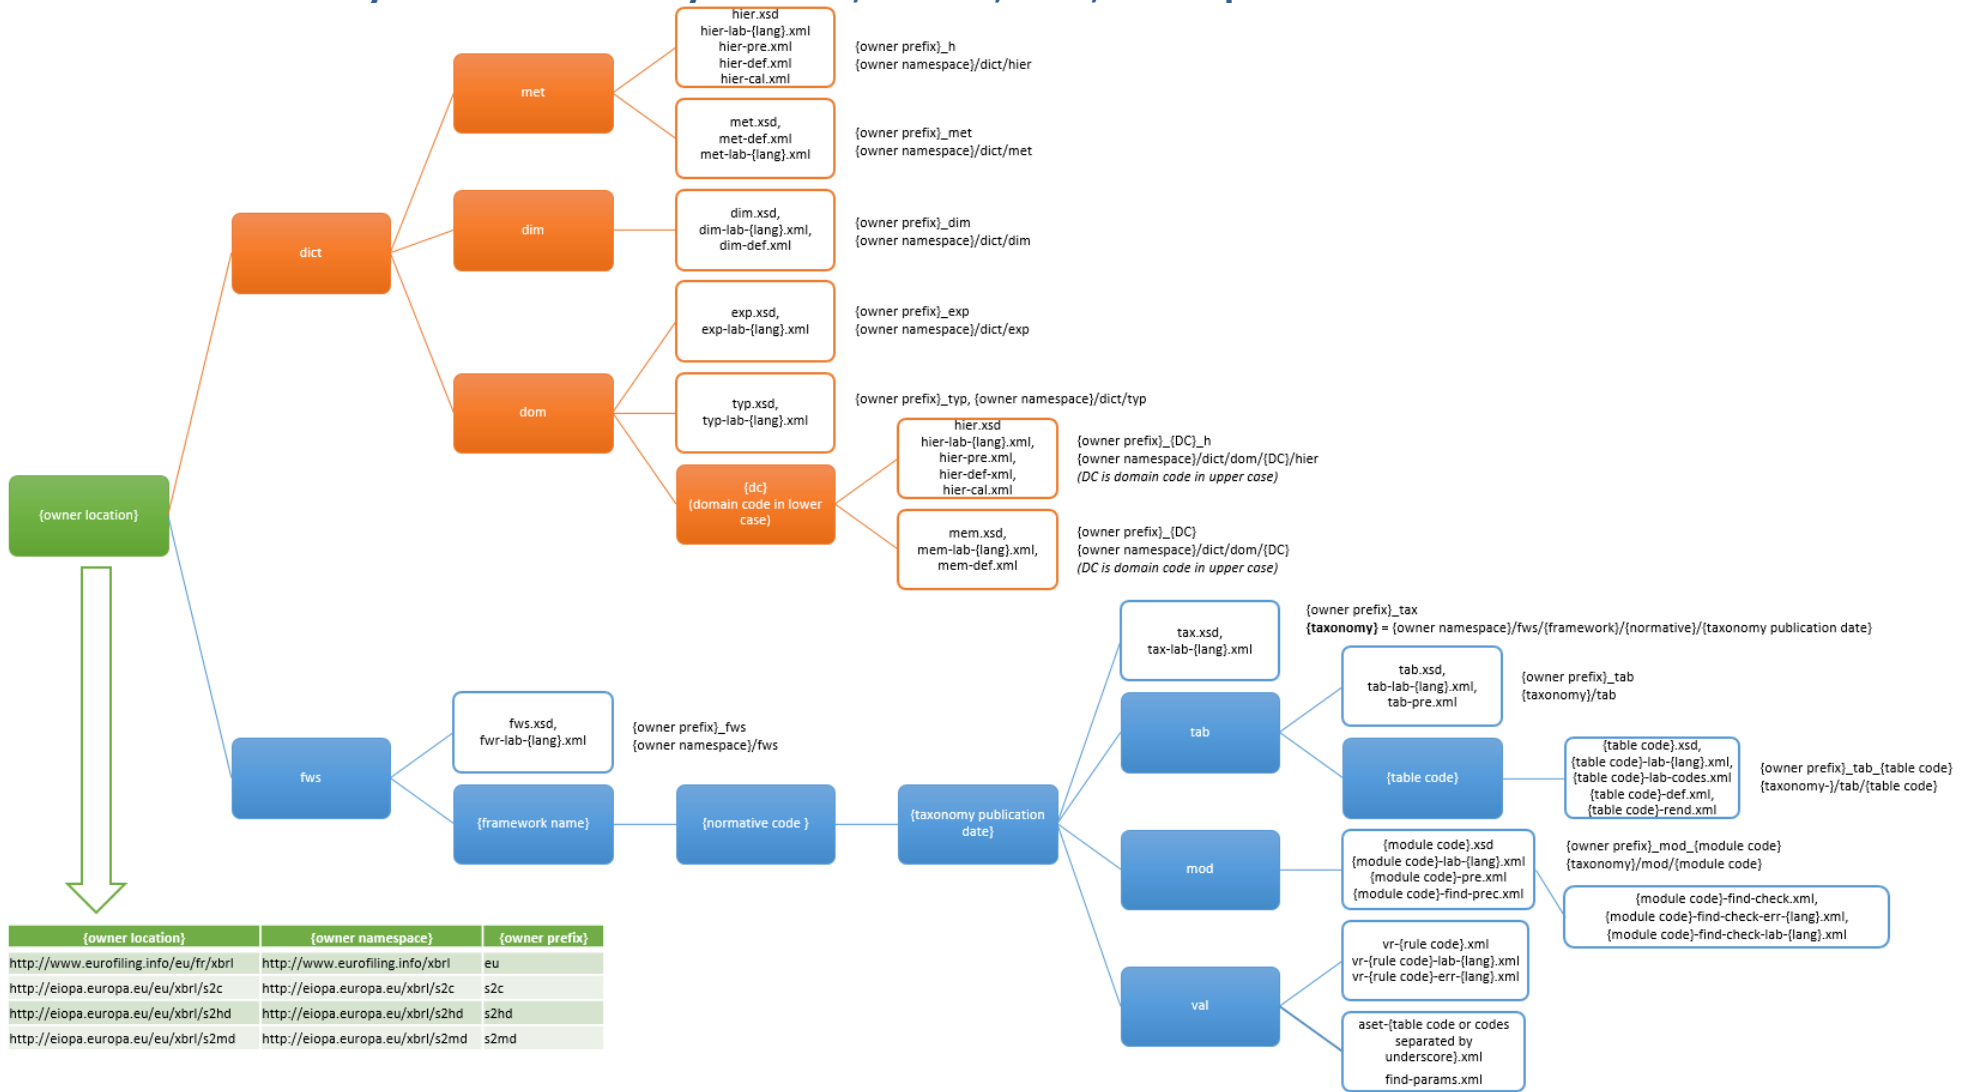 hier.xsd
hier-lab-{lang}.xml
hier-pre.xml
hier-def.xml
hier-cal.xml
{owner prefix}_h
{owner namespace}/dict/hier
met
met.xsd,
met-def.xml
met-lab-{lang}.xml
{owner prefix}_met
{owner namespace}/dict/met
dim
dim.xsd,
dim-lab-{lang}.xml,
dim-def.xml
{owner prefix}_dim
{owner namespace}/dict/dim
dict
exp.xsd,
exp-lab-{lang}.xml
{owner prefix}_exp
{owner namespace}/dict/exp
dom
typ.xsd,
typ-lab-{lang}.xml
{owner prefix}_typ, {owner namespace}/dict/typ
hier.xsd
hier-lab-{lang}.xml,
hier-pre.xml,
hier-def-xml,
hier-cal.xml
{owner prefix}_{DC}_h
{owner namespace}/dict/dom/{DC}/hier
(DC is domain code in upper case)
{dc}
(domain code in lower
case)
mem.xsd,
mem-lab-{lang}.xml,
mem-def.xml
{owner prefix}_{DC}
{owner namespace}/dict/dom/{DC}
(DC is domain code in upper case)
{owner location}
tax.xsd,
tax-lab-{lang}.xml
{owner prefix}_tax
{taxonomy} = {owner namespace}/fws/{framework}/{normative}/{taxonomy publication date}
tab.xsd,
tab-lab-{lang}.xml,
tab-pre.xml
{owner prefix}_tab
{taxonomy}/tab
fws.xsd,
fwr-lab-{lang}.xml
{owner prefix}_fws
{owner namespace}/fws
tab
fws
{table code}
{table code}.xsd,
{table code}-lab-{lang}.xml,
{table code}-lab-codes.xml
{table code}-def.xml,
{table code}-rend.xml
{owner prefix}_tab_{table code}
{taxonomy-}/tab/{table code}
{framework name}
{normative code }
{taxonomy publication
date}
mod
{module code}.xsd
{module code}-lab-{lang}.xml
{module code}-pre.xml
{module code}-find-prec.xml
{owner prefix}_mod_{module code}
{taxonomy}/mod/{module code}
{module code}-find-check.xml,
{module code}-find-check-err-{lang}.xml,
{module code}-find-check-lab-{lang}.xml
val
vr-{rule code}.xml
vr-{rule code}-lab-{lang}.xml
vr-{rule code}-err-{lang}.xml
aset-{table code or codes
separated by
underscore}.xml
find-params.xml
{owner location} {owner namespace} {owner prefix}
http://www.eurofiling.info/eu/fr/xbrl http://www.eurofiling.info/xbrl eu
http://eiopa.europa.eu/eu/xbrl/s2c http://eiopa.europa.eu/xbrl/s2c s2c
http://eiopa.europa.eu/eu/xbrl/s2hd http://eiopa.europa.eu/xbrl/s2hd s2hd
http://eiopa.europa.eu/eu/xbrl/s2md http://eiopa.europa.eu/xbrl/s2md s2md